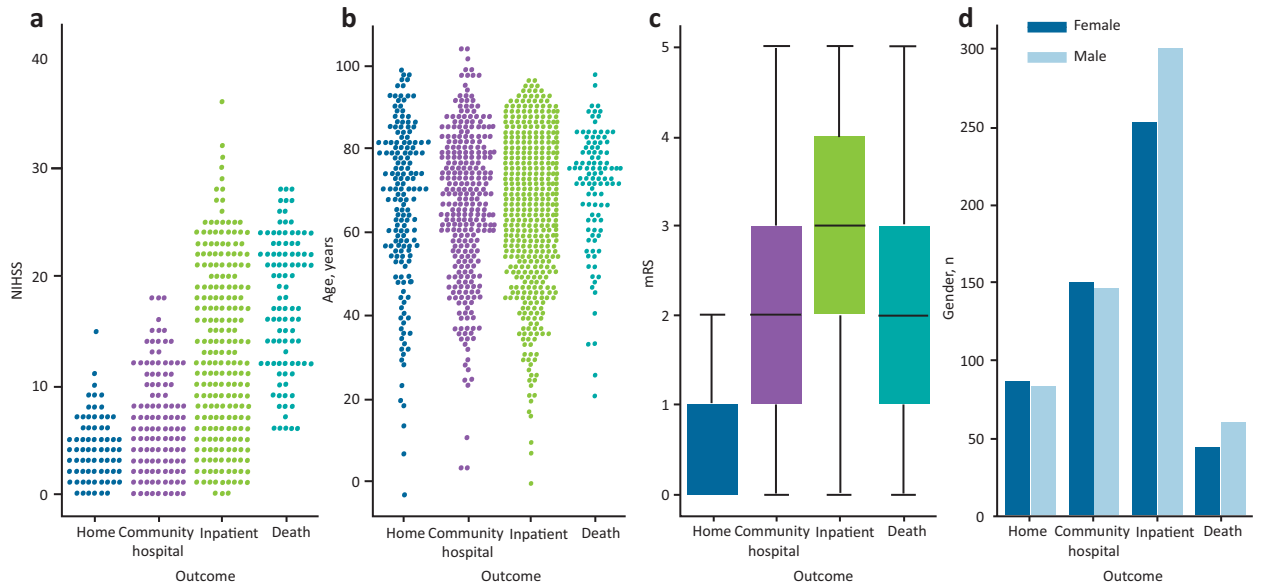 a
NIHSS
40
30
20
10
0
Home Community hospital Inpatient Death
Outcome
b
Age, years
100
80
60
40
20
0
Home Community hospital Inpatient Death
Outcome
c
mRS
5
4
3
2
1
0
Home Community hospital Inpatient Death
Outcome
d
Female
Male
Gender, n
300
250
200
150
100
50
0
Home Community hospital Inpatient Death
Outcome